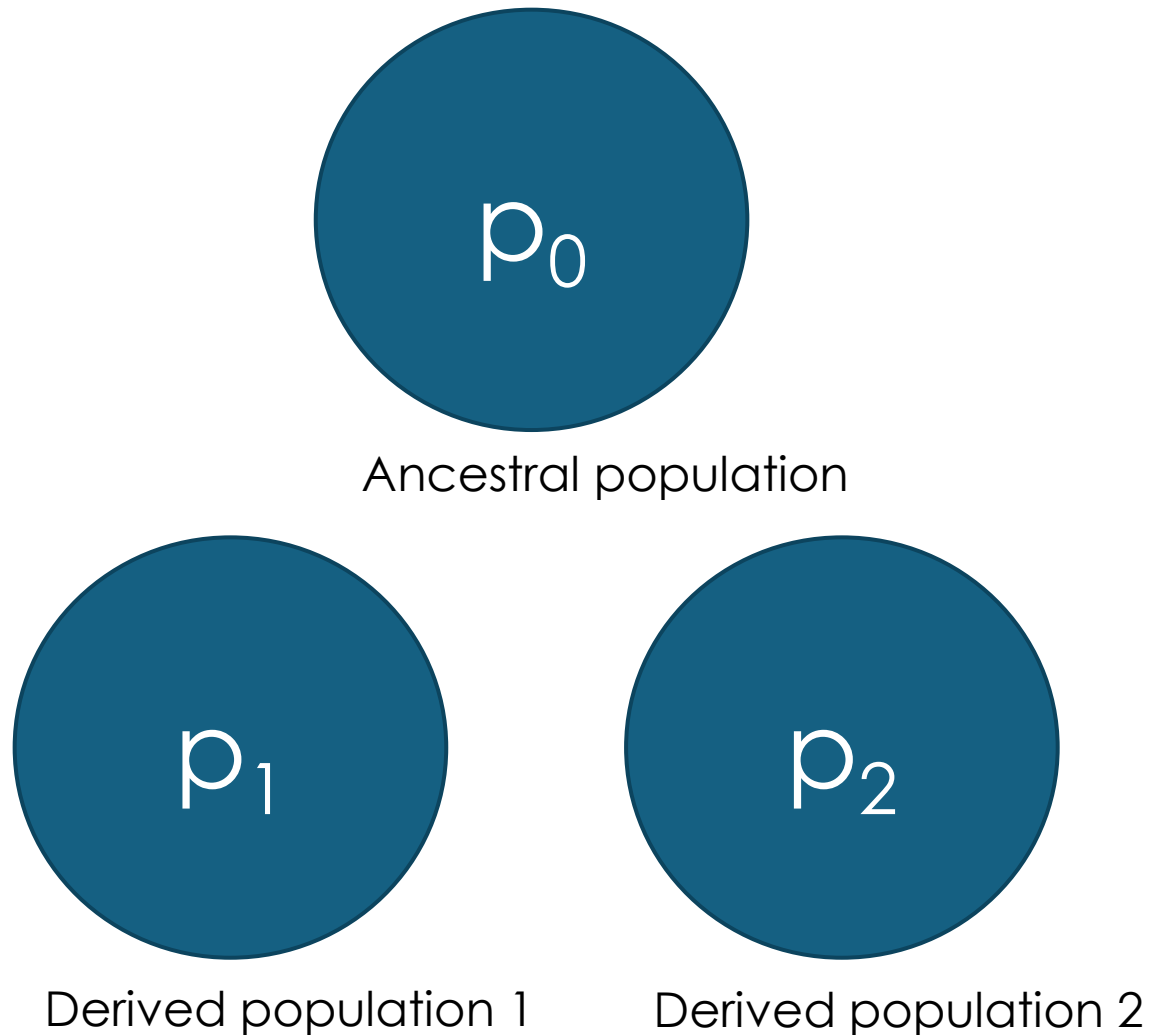 p₀
Ancestral population
p₁
p₂
Derived population 1
Derived population 2